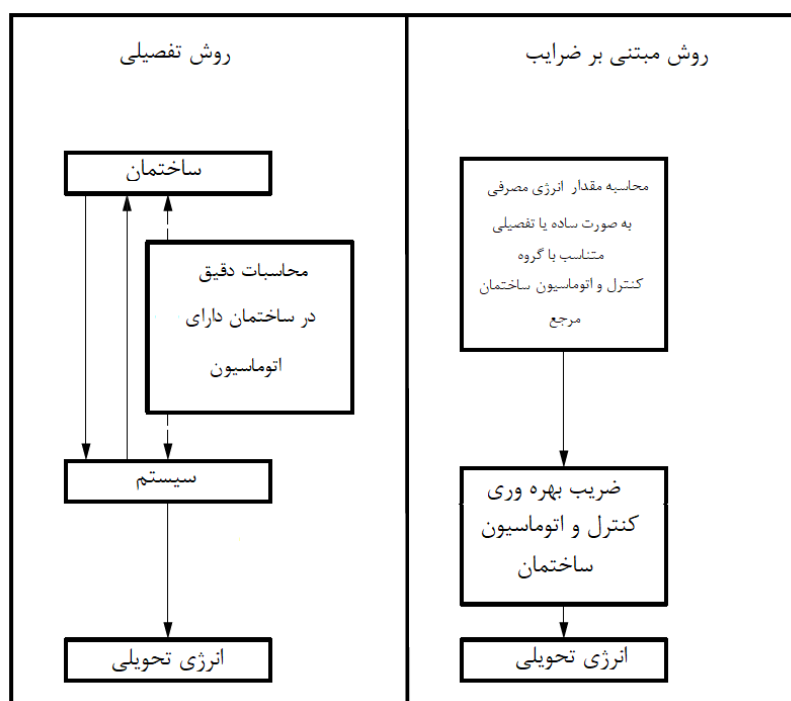 روش مبتنی بر ضرایب
محاسبه مقدار انرژی مصرفی
به صورت ساده یا تفصیلی
متناسب با گروه
کنترل و اتوماسیون ساختمان
مرجع
ضریب بهره وری
کنترل و اتوماسیون
ساختمان
انرژی تحویلی
روش تفصیلی
ساختمان
محاسبات دقیق
در ساختمان دارای
اتوماسیون
سیستم
انرژی تحویلی